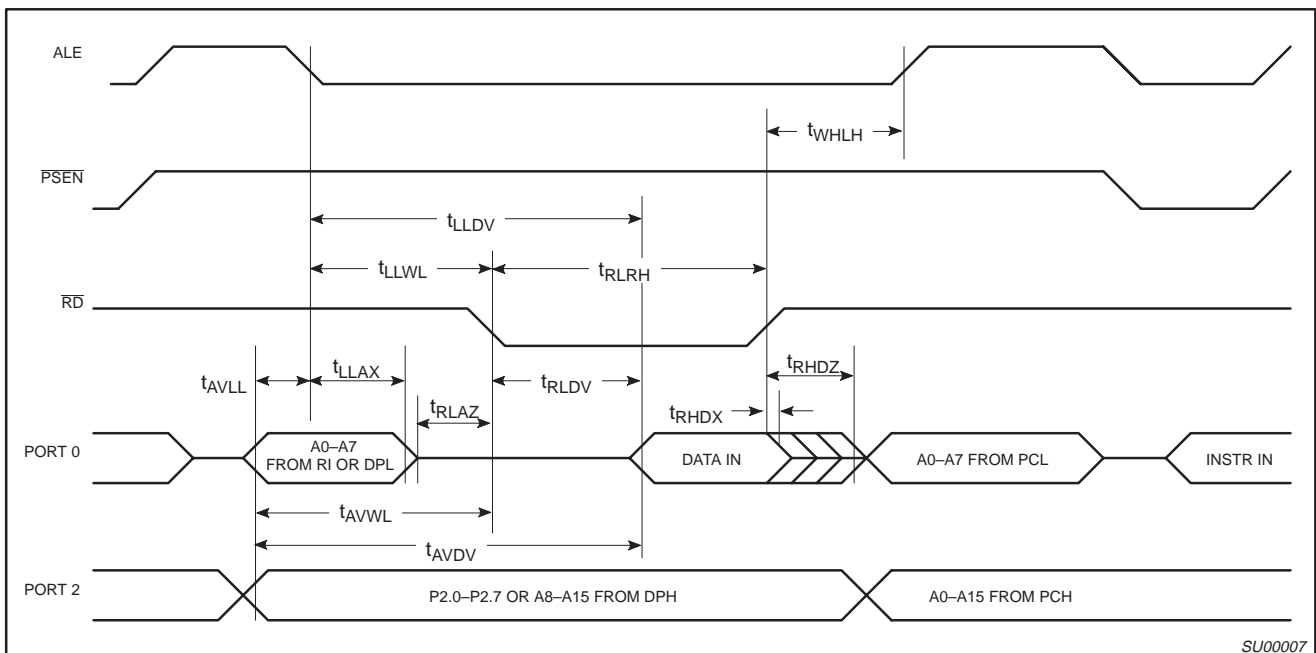 ALE
tWHLH
PSEN
tLLDV
tLLWL
tRLRH
RD
tAVLL
tLLAX
tRLAZ
tRLDV
tRHDZ
tRHDX
PORT 0
A0–A7
FROM RI OR DPL
DATA IN
A0–A7 FROM PCL
INSTR IN
tAVWL
tAVDV
PORT 2
P2.0–P2.7 OR A8–A15 FROM DPH
A0–A15 FROM PCH
SU00007